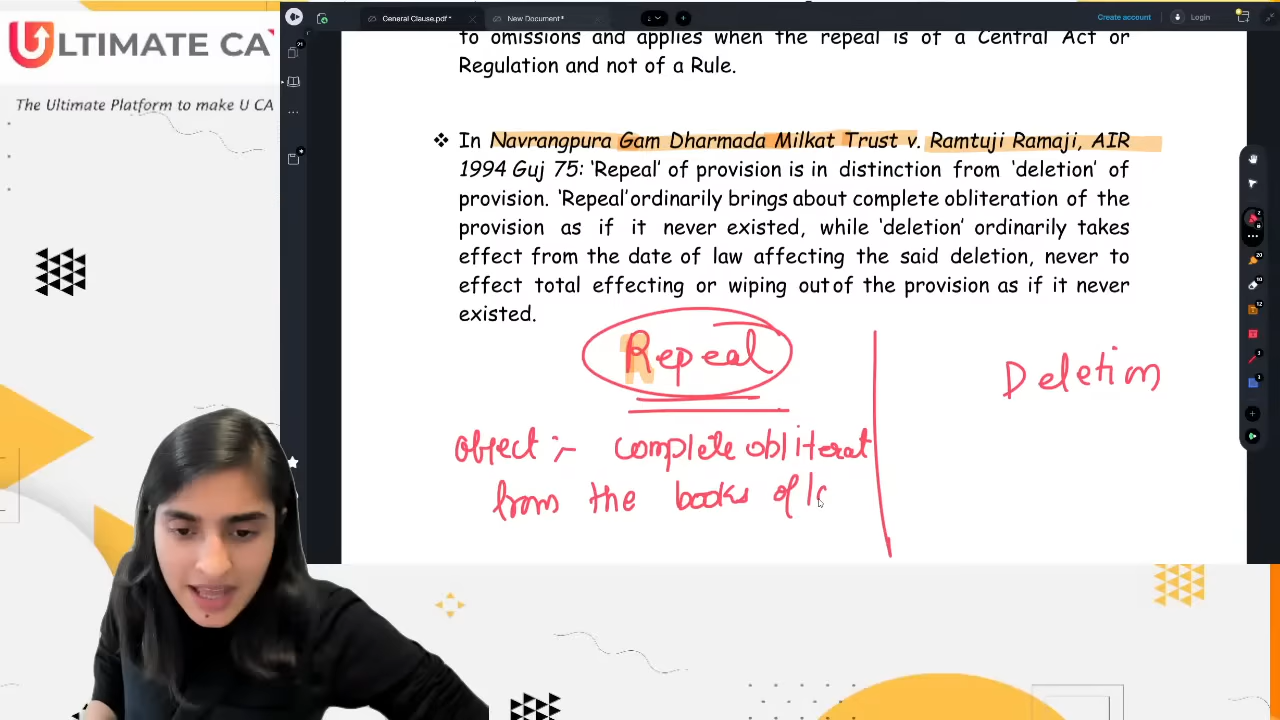 ULTIMATE CA
The Ultimate Platform to make U CA
General Clause.pdf *
New Document*
Create account
Login
to omissions and applies when the repeal is of a Central Act or
Regulation and not of a Rule.
❖ In Navrangpura Gam Dharmada Milkat Trust v. Ramtuji Ramaji, AIR
1994 Guj 75: ‘Repeal’ of provision is in distinction from ‘deletion’ of
provision. ‘Repeal’ordinarily brings about complete obliteration of the
provision as if it never existed, while ‘deletion’ ordinarily takes
effect from the date of law affecting the said deletion, never to
effect total effecting or wiping out of the provision as if it never
existed.
Repeal
Deletion
Object :- complete obliterat
from the books of